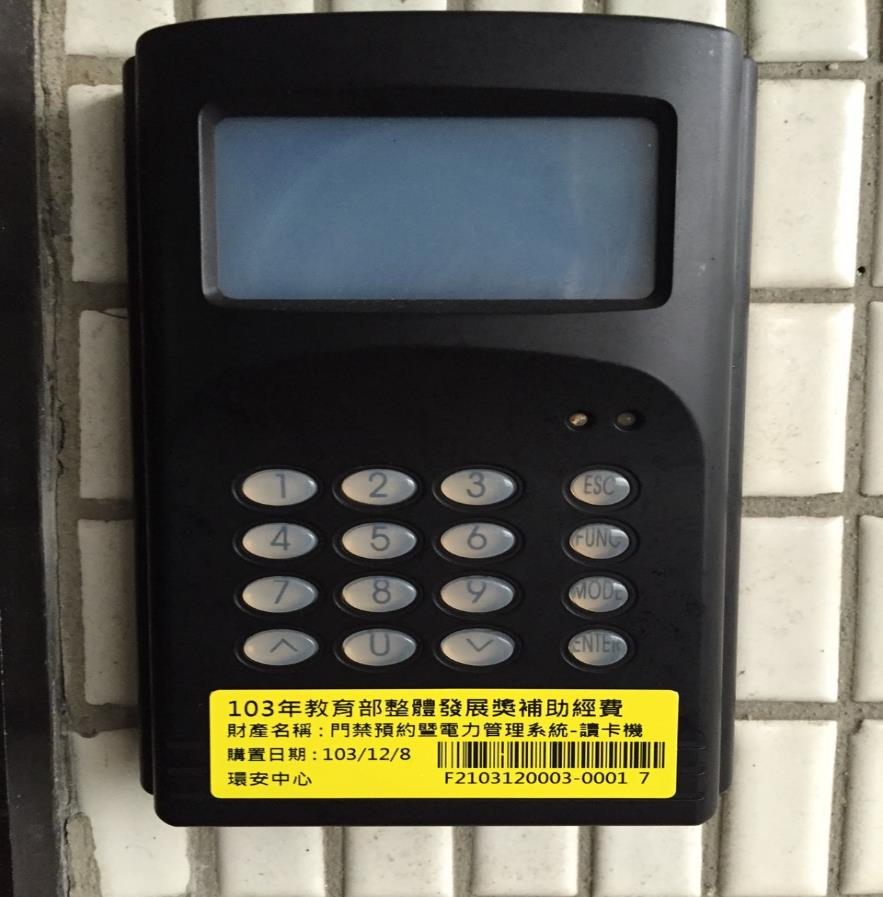 1 2 3 ESC
4 5 6 FUNC
7 8 9 MODE
^ 0 ENTER
103年教育部整體發展獎補助經費
財產名稱：門禁預約暨電力管理系統-讀卡機
購置日期：103/12/8
環安中心 F2103120003-0001 7